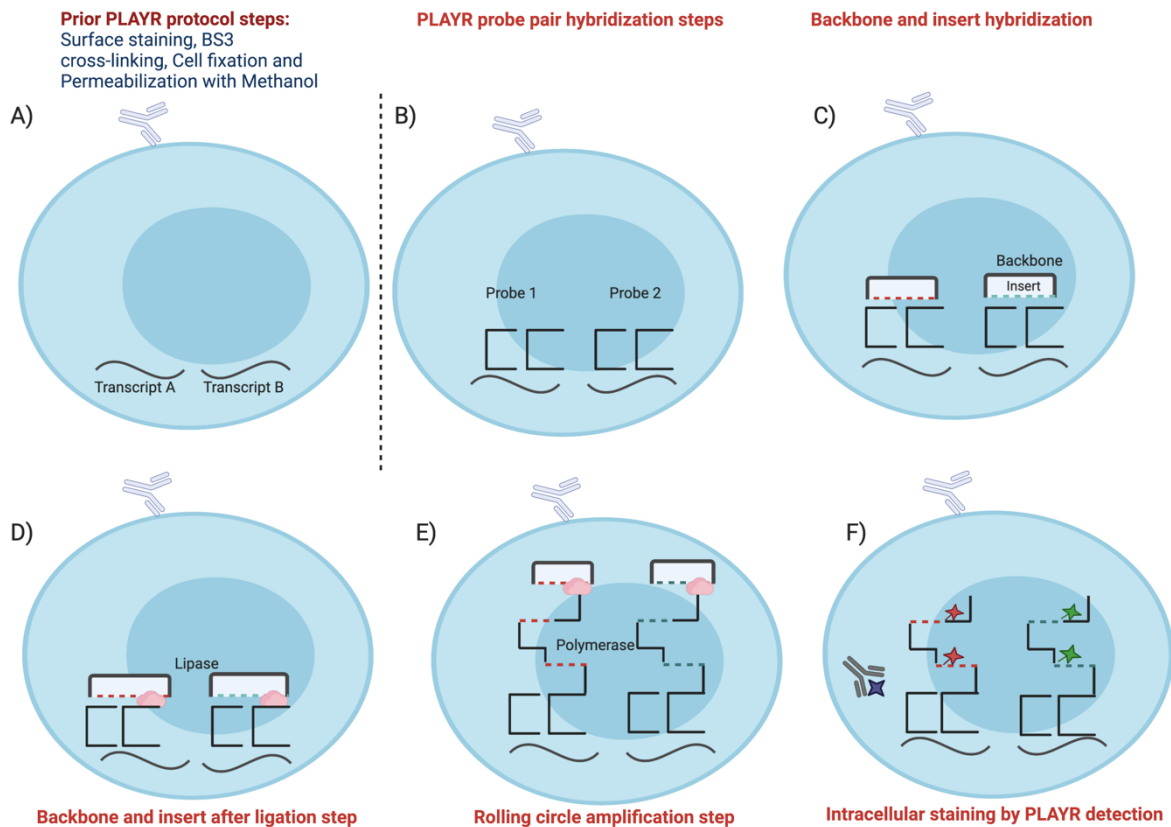 Prior PLAYR protocol steps:
Surface staining, BS3
cross-linking, Cell fixation and
Permeabilization with Methanol
PLAYR probe pair hybridization steps
Backbone and insert hybridization
A)
Transcript A
Transcript B
B)
Probe 1
Probe 2
C)
Backbone
Insert
D)
Lipase
Backbone and insert after ligation step
E)
Polymerase
Rolling circle amplification step
F)
Intracellular staining by PLAYR detection